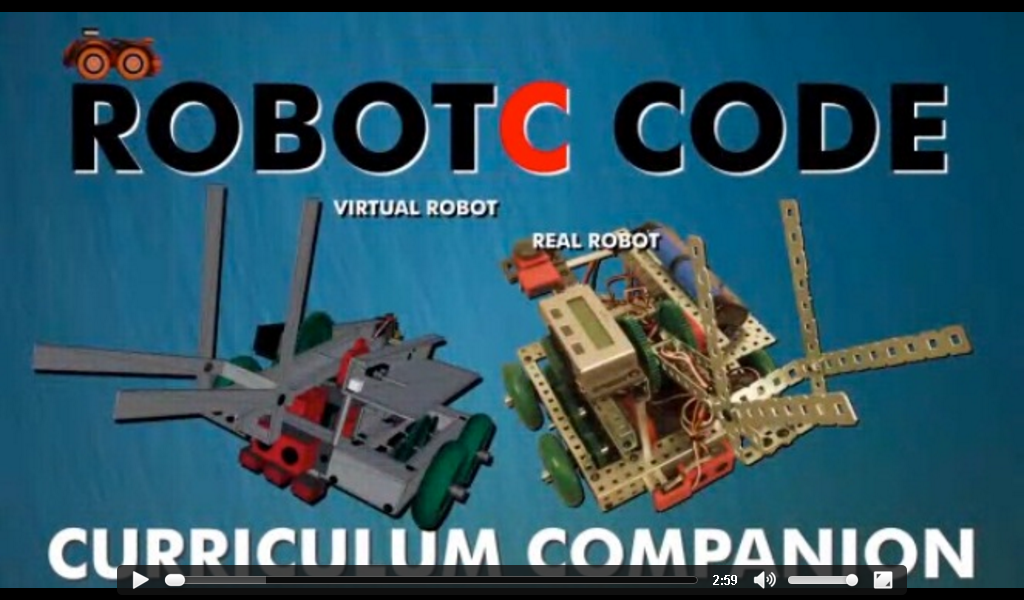 ROBOTC CODE
VIRTUAL ROBOT
REAL ROBOT
CURRICULUM COMPANION
2:59